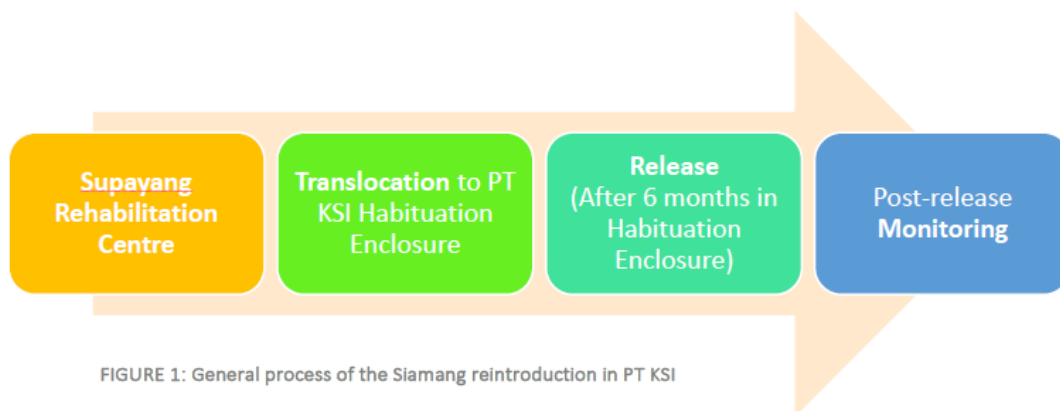 Supayang
Rehabilitation
Centre
Translocation to PT
KSI Habituation
Enclosure
Release
(After 6 months in
Habituation
Enclosure)
Post-release
Monitoring
FIGURE 1: General process of the Siamang reintroduction in PT KSI